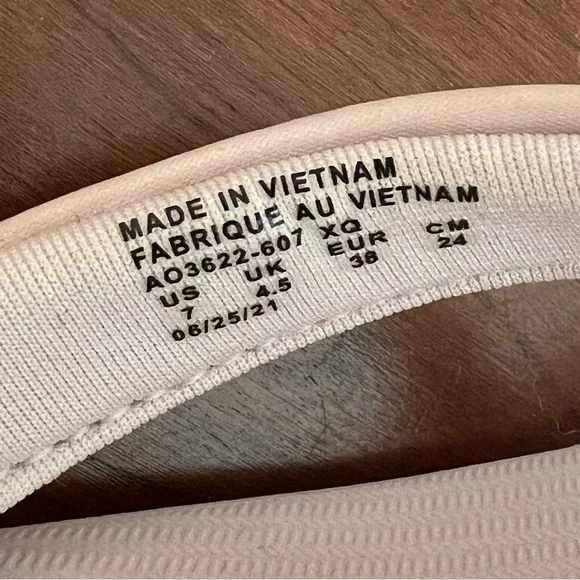 MADE IN VIETNAM
FABRIQUE AU VIETNAM
AO3622-607 XQ
US UK EUR CM
7 4.5 38 24
06/25/21